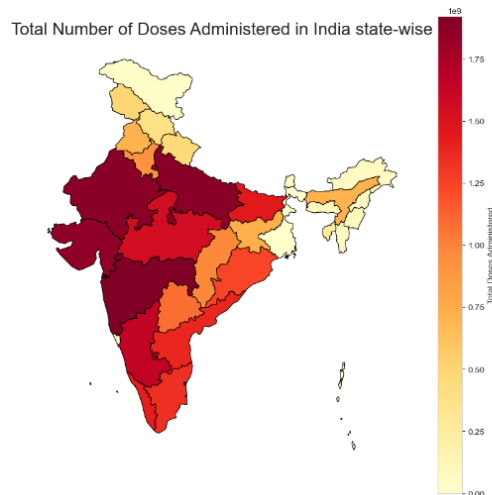 1e9
Total Number of Doses Administered in India state-wise
1.75
1.50
1.25
1.00
0.75
0.50
0.25
0.00
Total Doses Administered